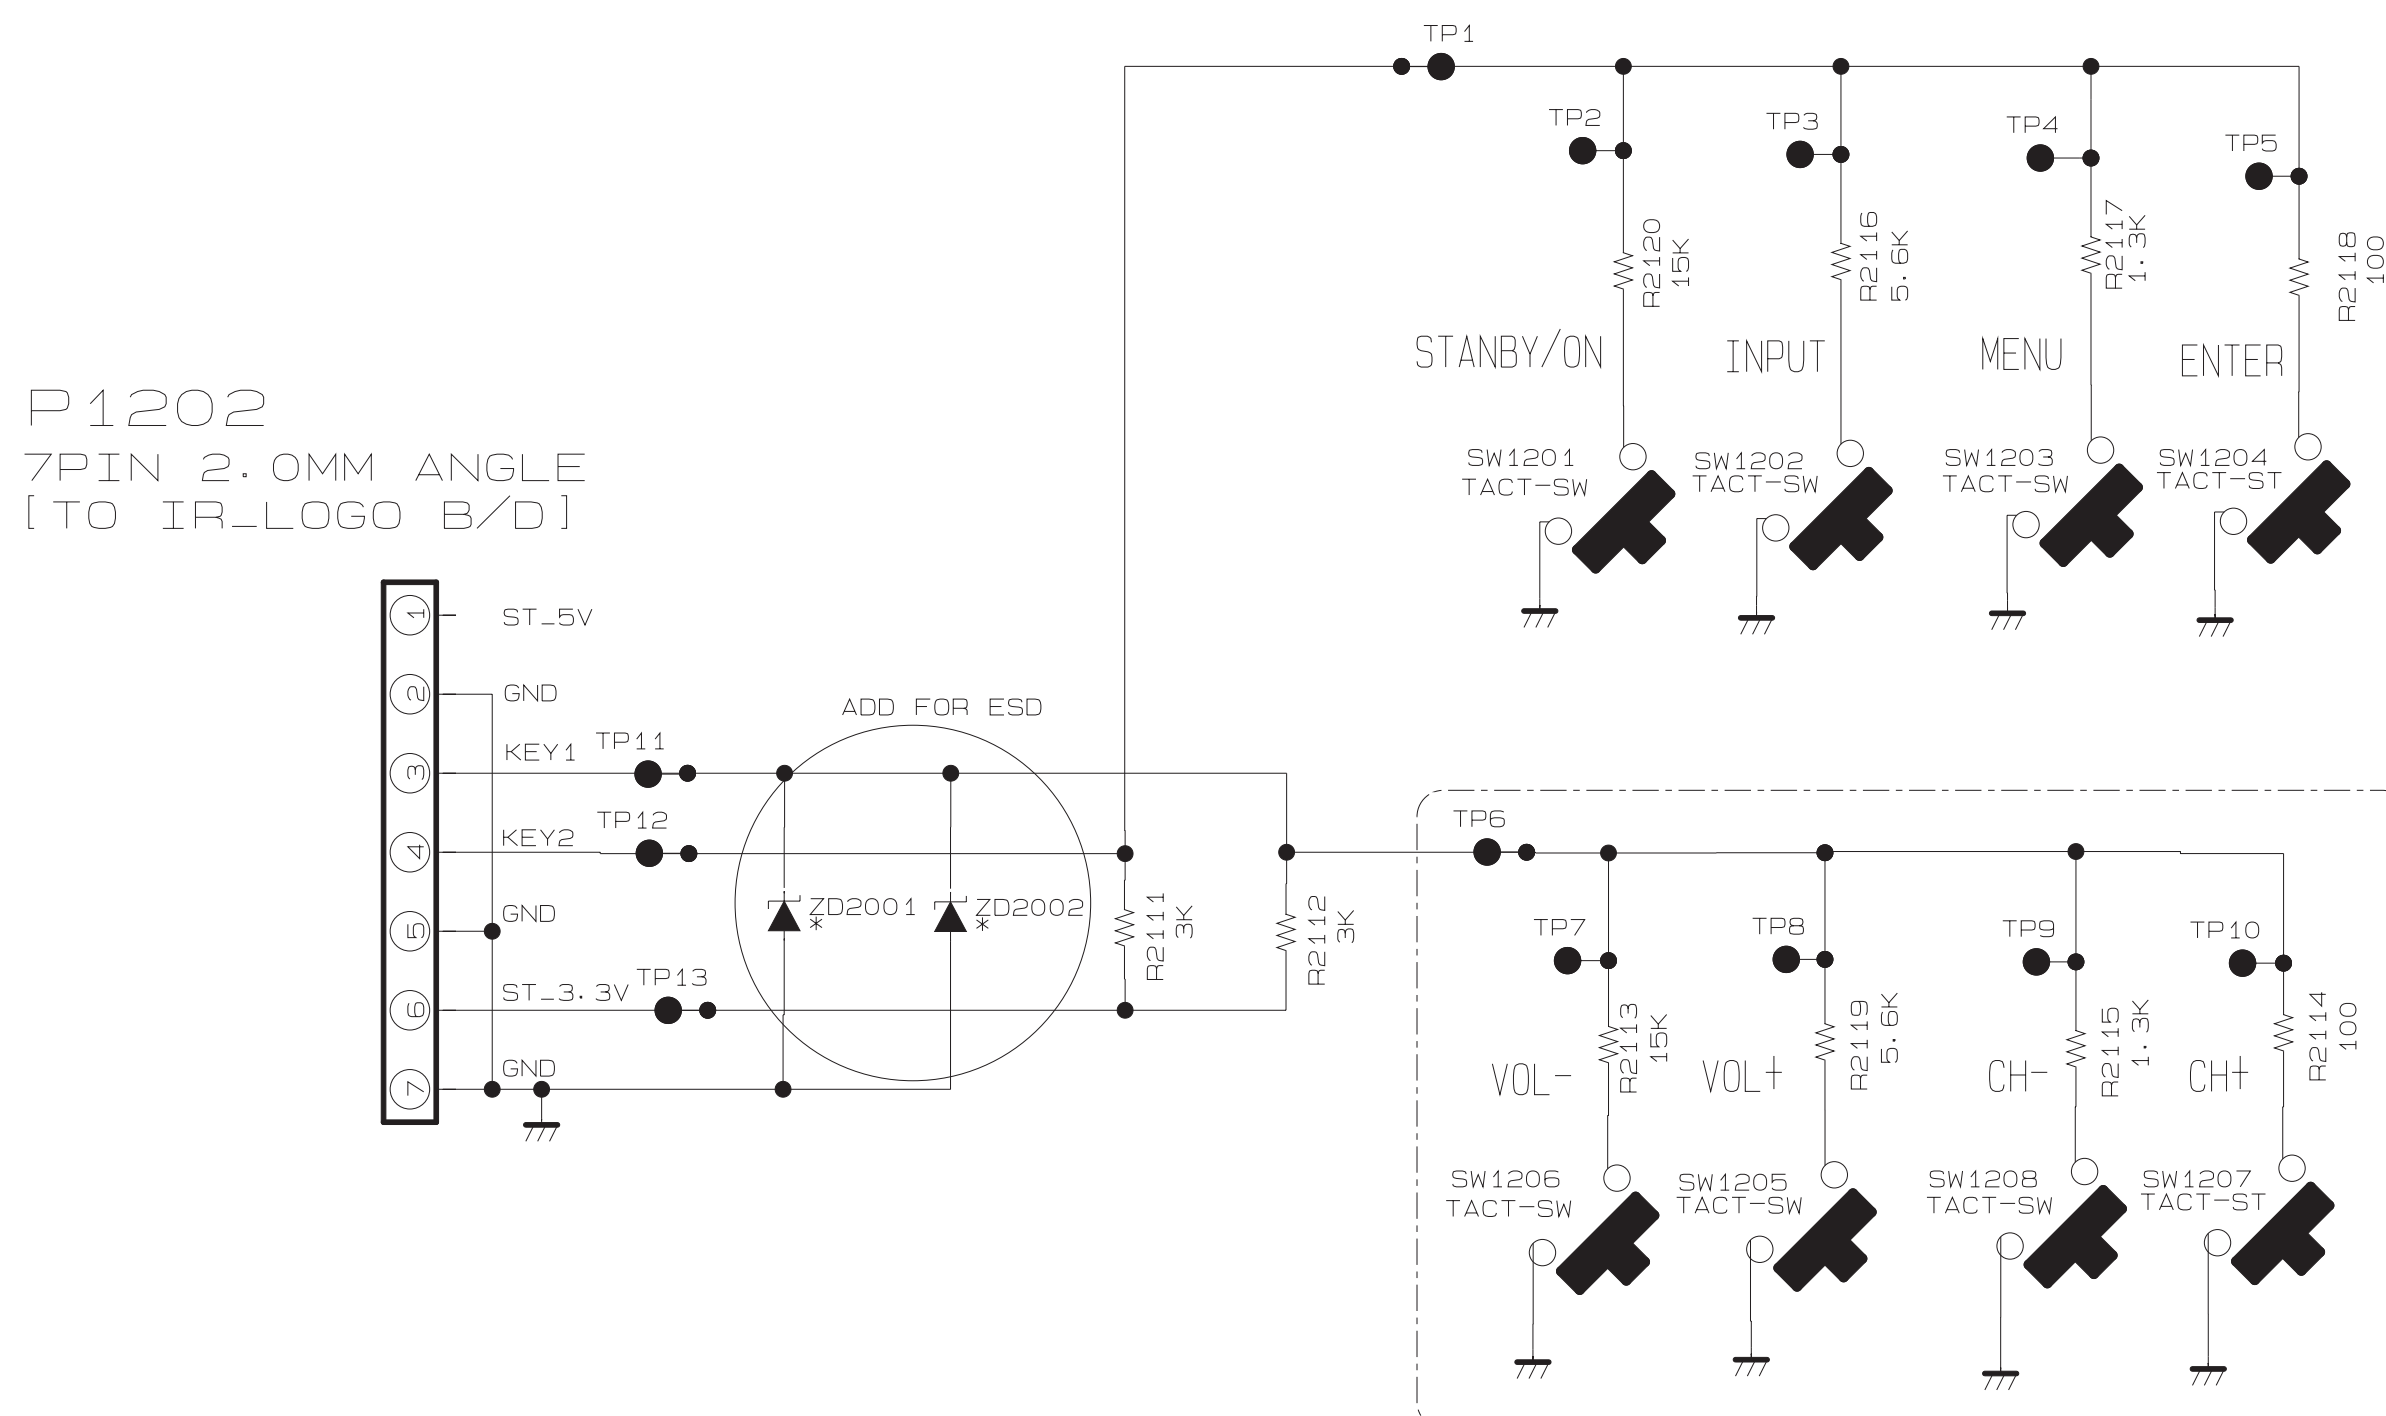 TP1
TP2
TP3
TP4
TP5
R2120
15K
R2116
5.6K
R2117
1.3K
R2118
100
STANBY/ON
INPUT
MENU
ENTER
P1202
7PIN 2.0MM ANGLE
[TO IR_LOGO B/D]
SW1201
TACT-SW
SW1202
TACT-SW
SW1203
TACT-SW
SW1204
TACT-ST
1
ST_5V
2
GND
ADD FOR ESD
3
KEY1
TP11
4
KEY2
TP12
TP6
5
GND
ZD2001
*
ZD2002
*
R2111
3K
R2112
3K
TP7
TP8
TP9
TP10
6
ST_3.3V
TP13
R2113
15K
R2119
5.6K
R2115
1.3K
R2114
100
7
GND
VOL-
VOL+
CH-
CH+
SW1206
TACT-SW
SW1205
TACT-SW
SW1208
TACT-SW
SW1207
TACT-ST